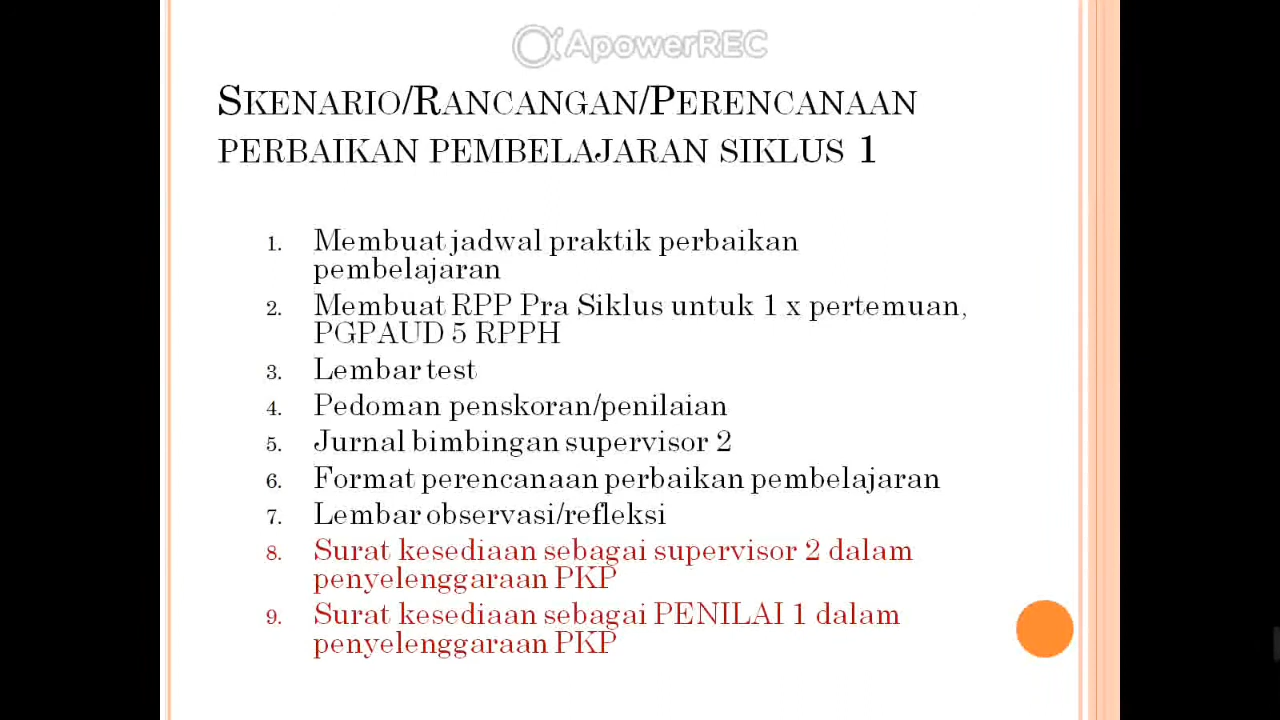 ApowerREC
SKENARIO/RANCANGAN/PERENCANAAN
PERBAIKAN PEMBELAJARAN SIKLUS 1
1. Membuat jadwal praktik perbaikan
pembelajaran
2. Membuat RPP Pra Siklus untuk 1 x pertemuan,
PGPAUD 5 RPPH
3. Lembar test
4. Pedoman penskoran/penilaian
5. Jurnal bimbingan supervisor 2
6. Format perencanaan perbaikan pembelajaran
7. Lembar observasi/refleksi
8. Surat kesediaan sebagai supervisor 2 dalam
penyelenggaraan PKP
9. Surat kesediaan sebagai PENILAI 1 dalam
penyelenggaraan PKP